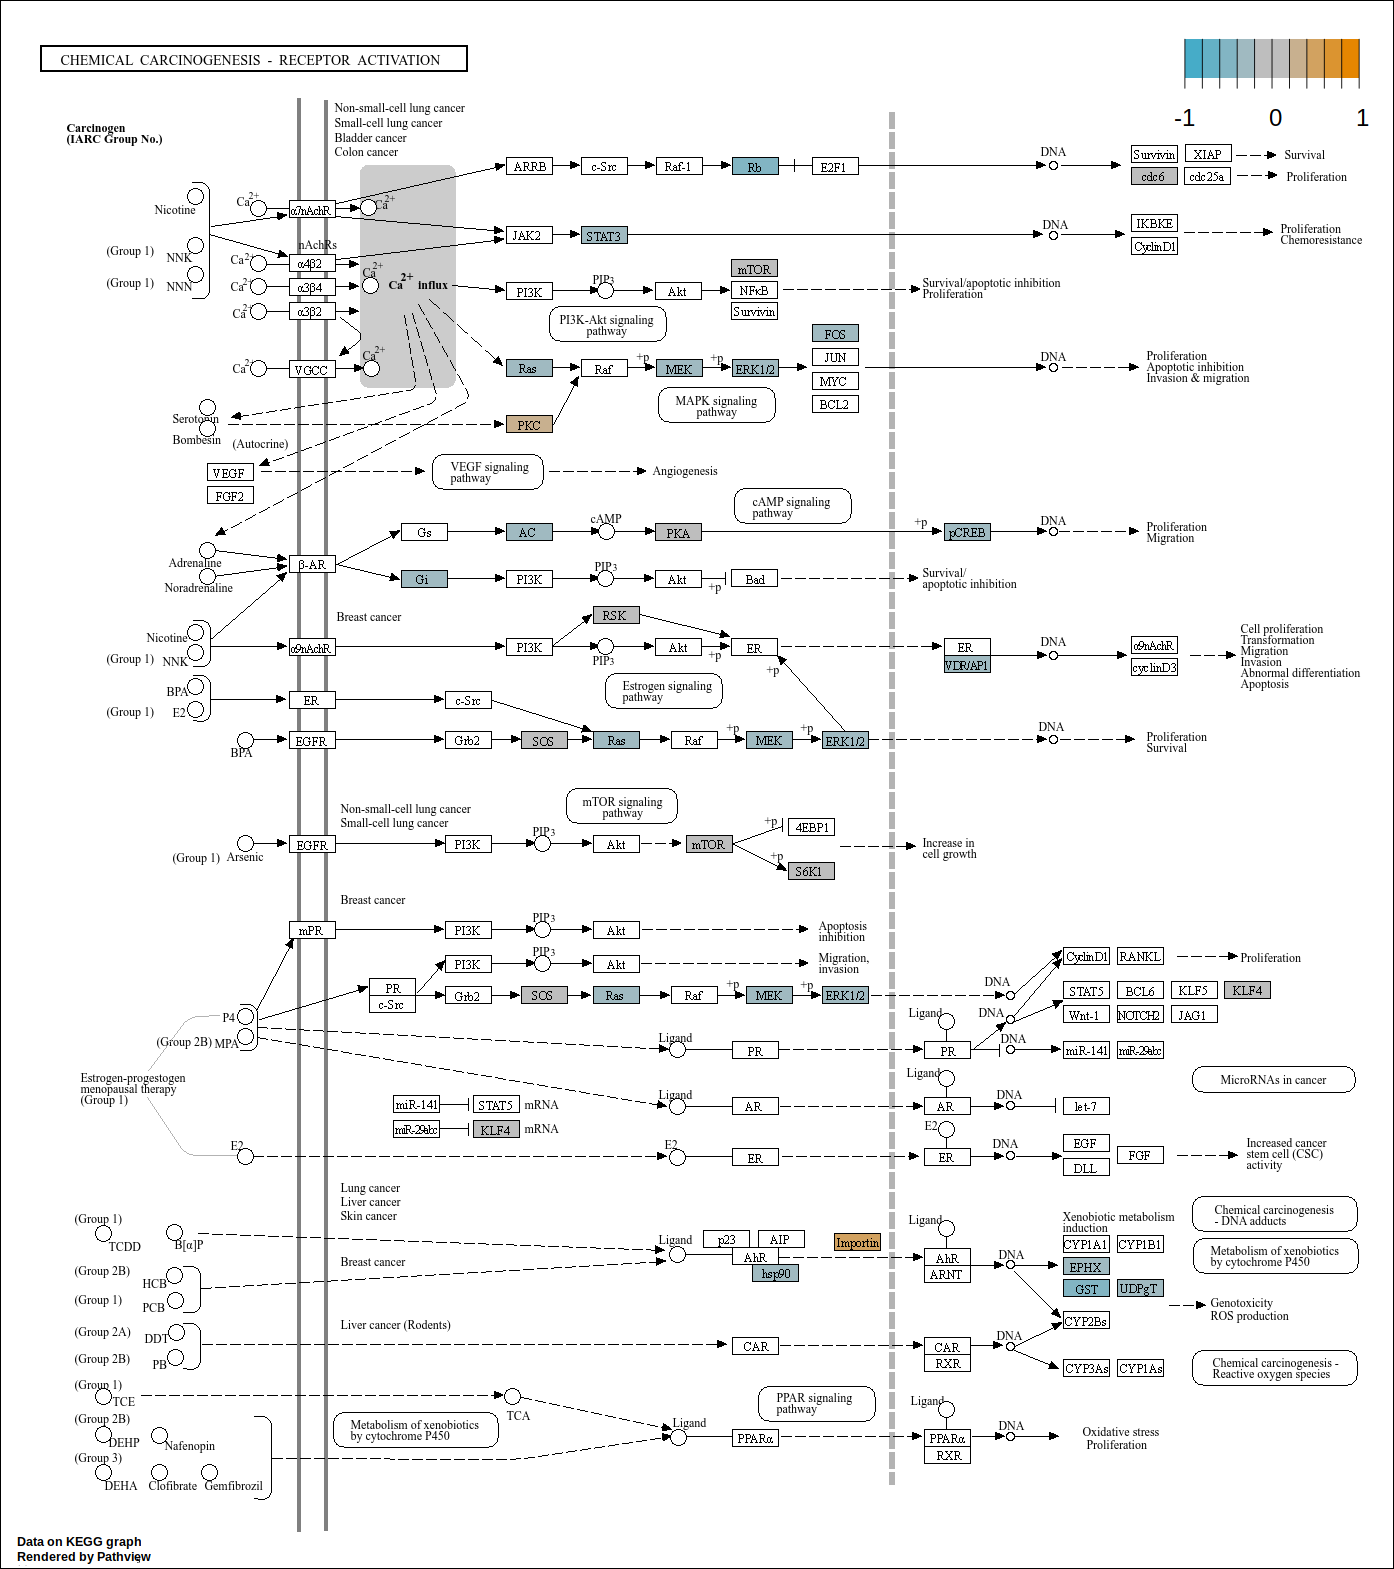 CHEMICAL CARCINOGENESIS - RECEPTOR ACTIVATION
-1 0 1
Carcinogen
(IARC Group No.)
Non-small-cell lung cancer
Small-cell lung cancer
Bladder cancer
Colon cancer
ARRB c-Src Raf-1 Rb E2F1 DNA Survivin XIAP Survival
cdc6 cdc25a Proliferation
Nicotine Ca2+ α7nAchR Ca2+
nAchRs JAK2 STAT3 DNA IKBKE CyclinD1 Proliferation
Chemoresistance
(Group 1) NNK Ca2+ α4β2 Ca2+
(Group 1) NNN Ca2+ α3β4 Ca2+ influx
Ca2+ α3β2
PI3K PIP3 Akt mTOR NFκB Survivin Survival/apoptotic inhibition
Proliferation
PI3K-Akt signaling
pathway
Ca2+ VGCC Ca2+
Ras Raf +p MEK +p ERK1/2 FOS JUN MYC BCL2 DNA Proliferation
Apoptotic inhibition
Invasion & migration
MAPK signaling
pathway
Serotonin
Bombesin (Autocrine) PKC
VEGF
FGF2
VEGF signaling
pathway
Angiogenesis
cAMP signaling
pathway
Adrenaline
Noradrenaline
β-AR
Gs AC cAMP PKA +p pCREB DNA Proliferation
Migration
Gi PI3K PIP3 Akt +p Bad Survival/
apoptotic inhibition
Breast cancer
RSK
Nicotine
(Group 1) NNK
α9nAchR PI3K PIP3 Akt +p ER +p ER VDR/AP1 DNA α9nAchR cyclinD3
Cell proliferation
Transformation
Migration
Invasion
Abnormal differentiation
Apoptosis
Estrogen signaling
pathway
BPA
(Group 1) E2
ER c-Src
BPA EGFR Grb2 SOS Ras Raf +p MEK +p ERK1/2 DNA Proliferation
Survival
Non-small-cell lung cancer
Small-cell lung cancer
mTOR signaling
pathway
(Group 1) Arsenic EGFR PI3K PIP3 Akt mTOR +p 4EBP1
+p S6K1
Increase in
cell growth
Breast cancer
mPR PI3K PIP3 Akt Apoptosis
inhibition
PI3K PIP3 Akt Migration,
invasion
PR c-Src Grb2 SOS Ras Raf +p MEK +p ERK1/2 DNA
CyclinD1 RANKL Proliferation
STAT5 BCL6 KLF5 KLF4
Wnt-1 NOTCH2 JAG1
P4
(Group 2B) MPA
Ligand PR Ligand PR DNA DNA miR-141 miR-29abc
Estrogen-progestogen
menopausal therapy
(Group 1)
MicroRNAs in cancer
miR-141 STAT5 mRNA
miR-29abc KLF4 mRNA
Ligand AR Ligand AR DNA let-7
E2 E2 ER E2 ER DNA EGF DLL FGF
Increased cancer
stem cell (CSC)
activity
Lung cancer
Liver cancer
Skin cancer
(Group 1) TCDD B[α]P
Ligand p23 AIP AhR hsp90 Importin
Ligand AhR ARNT DNA
Xenobiotic metabolism
induction
CYP1A1 CYP1B1
EPHX
GST UDPgT
Chemical carcinogenesis
- DNA adducts
Metabolism of xenobiotics
by cytochrome P450
Breast cancer
(Group 2B) HCB
(Group 1) PCB
Genotoxicity
ROS production
CYP2Bs
Liver cancer (Rodents)
(Group 2A) DDT
(Group 2B) PB
CAR CAR RXR DNA CYP3As CYP1As
Chemical carcinogenesis -
Reactive oxygen species
(Group 1) TCE TCA
PPAR signaling
pathway
Metabolism of xenobiotics
by cytochrome P450
(Group 2B) DEHP Nafenopin
(Group 3) DEHA Clofibrate Gemfibrozil
Ligand PPARα Ligand PPARα RXR DNA
Oxidative stress
Proliferation
Data on KEGG graph
Rendered by Pathview